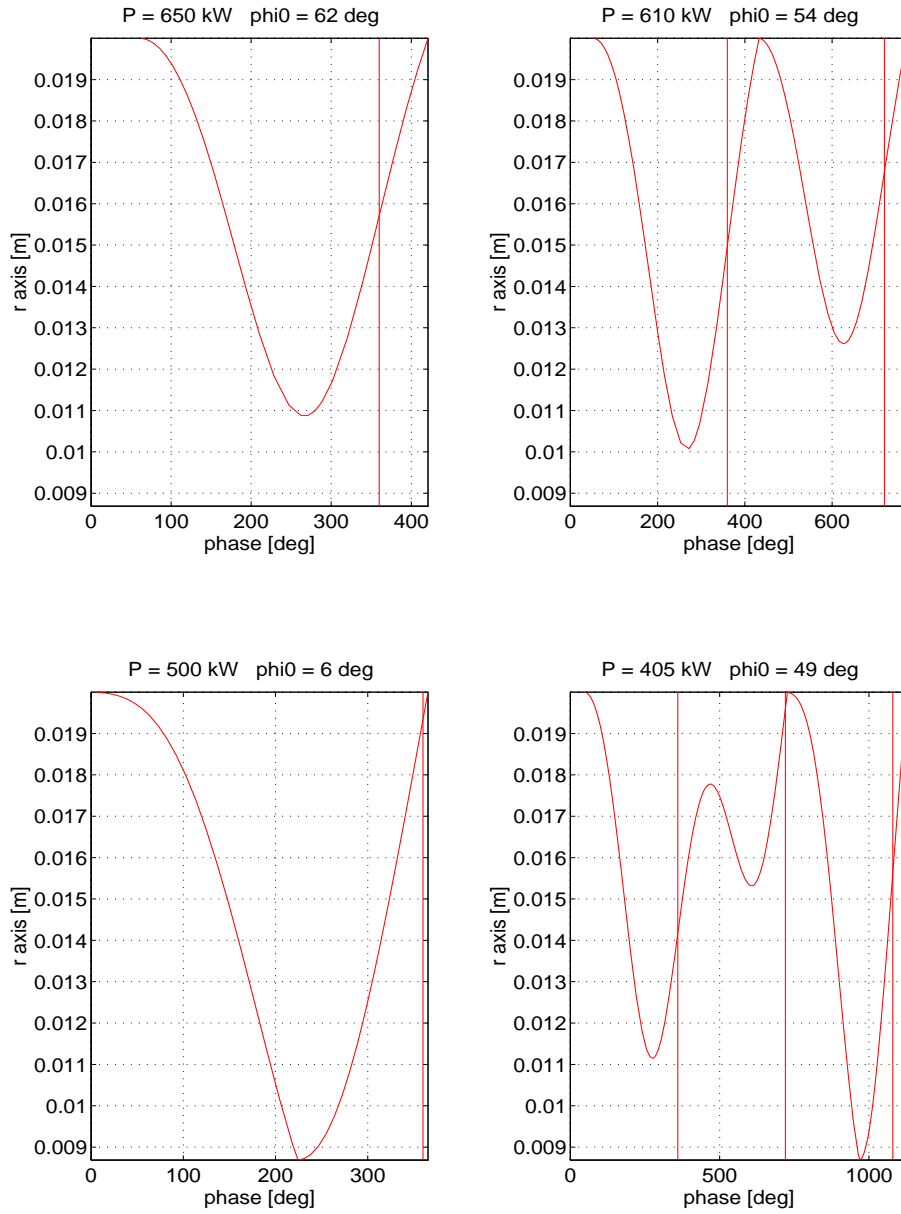 P = 650 kW   phi0 = 62 deg
0.019
0.018
0.017
0.016
0.015
0.014
0.013
0.012
0.011
0.01
0.009
r axis [m]
0 100 200 300 400
phase [deg]
P = 610 kW   phi0 = 54 deg
0.019
0.018
0.017
0.016
0.015
0.014
0.013
0.012
0.011
0.01
0.009
r axis [m]
0 200 400 600
phase [deg]
P = 500 kW   phi0 = 6 deg
0.019
0.018
0.017
0.016
0.015
0.014
0.013
0.012
0.011
0.01
0.009
r axis [m]
0 100 200 300
phase [deg]
P = 405 kW   phi0 = 49 deg
0.019
0.018
0.017
0.016
0.015
0.014
0.013
0.012
0.011
0.01
0.009
r axis [m]
0 500 1000
phase [deg]